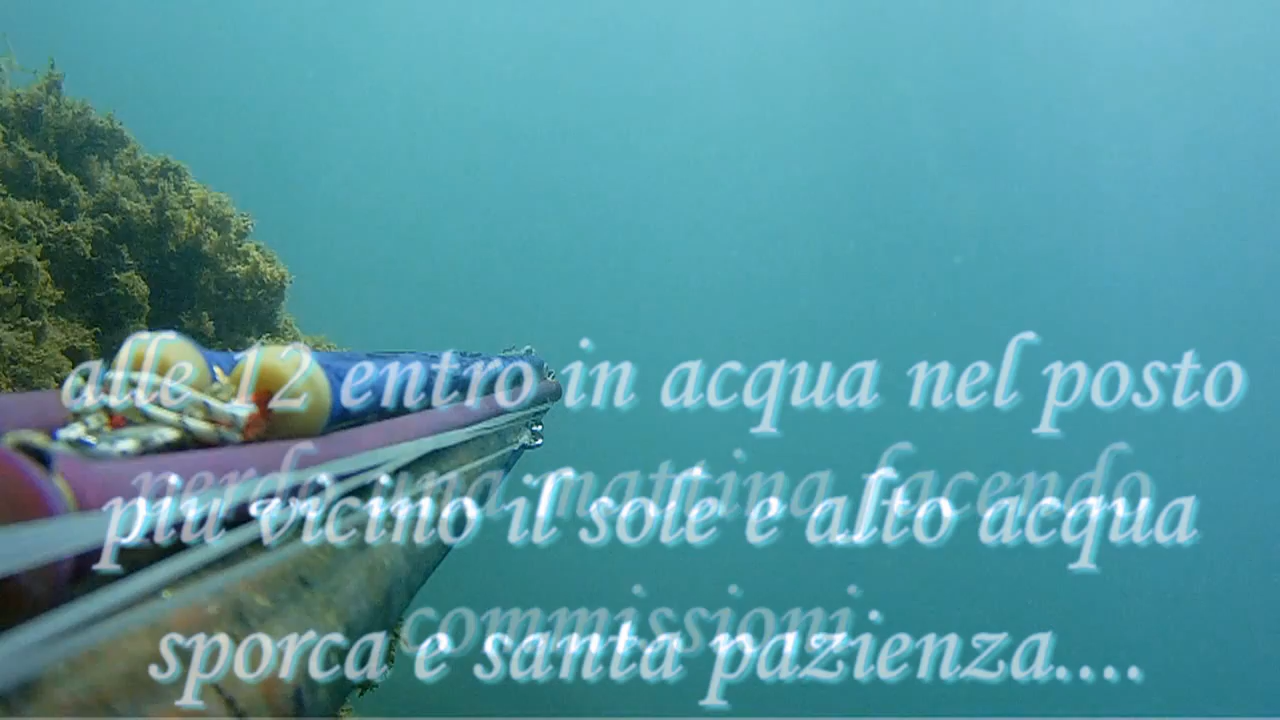 alle 12 entro in acqua nel posto
perdo una mattina facendo
piu vicino il sole e alto acqua
commissioni
sporca e santa pazienza....